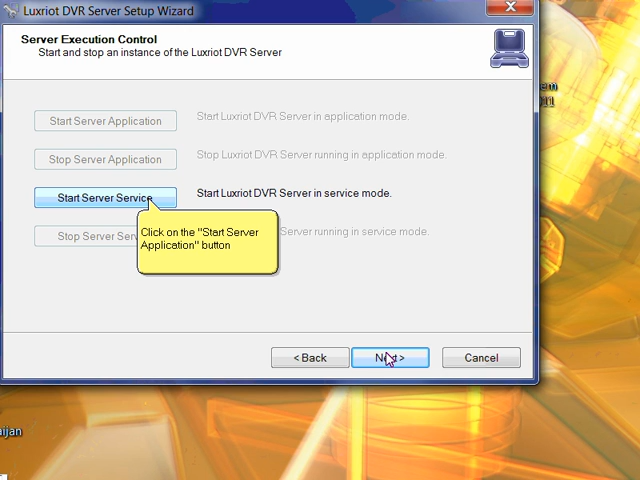 Luxriot DVR Server Setup Wizard
Server Execution Control
Start and stop an instance of the Luxriot DVR Server
Start Server Application
Start Luxriot DVR Server in application mode.
Stop Server Application
Stop Luxriot DVR Server running in application mode.
Start Server Service
Start Luxriot DVR Server in service mode.
Stop Server
Server running in service mode.
Click on the "Start Server
Application" button
< Back
Next >
Cancel